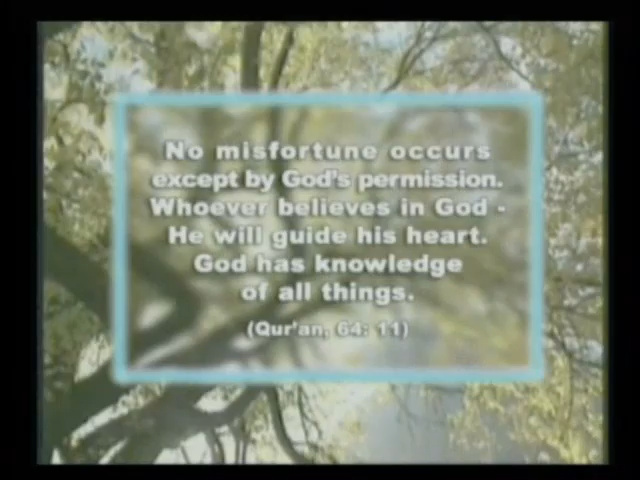 No misfortune occurs
except by God's permission.
Whoever believes in God -
He will guide his heart.
God has knowledge
of all things.
(Qur'an, 64: 11)